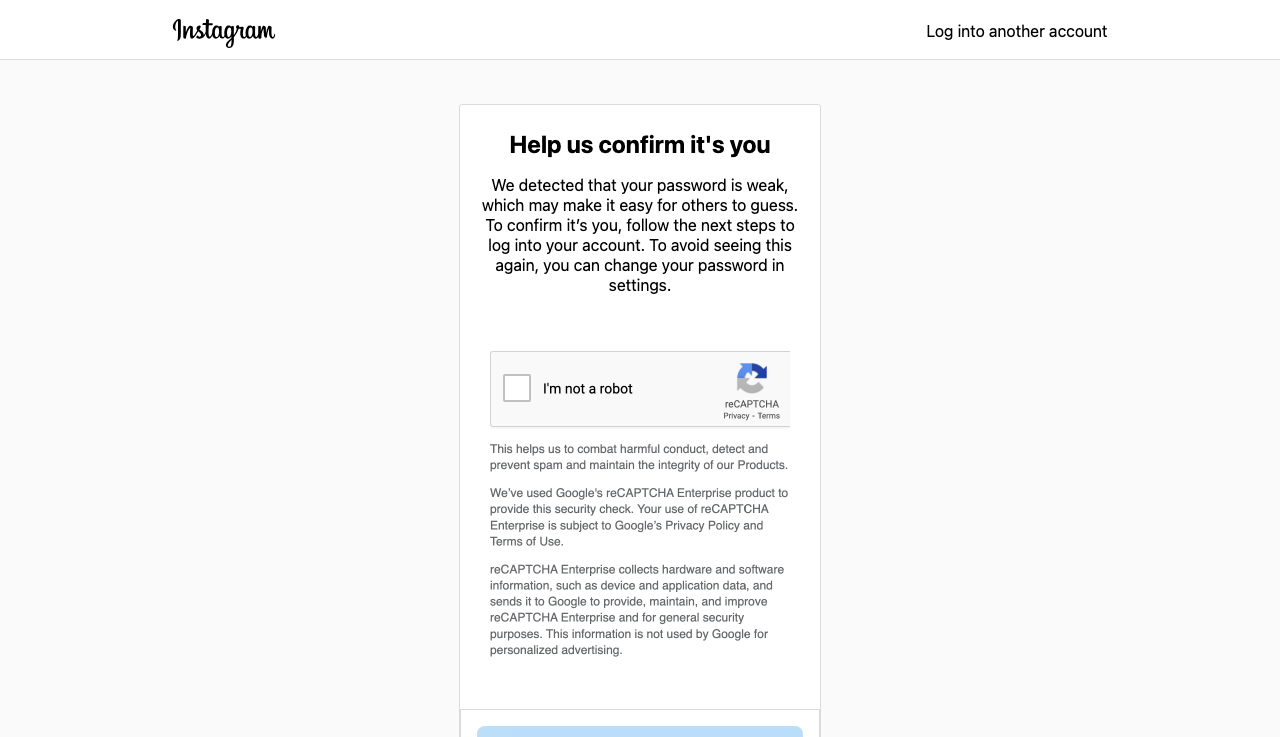 Instagram
Log into another account
Help us confirm it's you
We detected that your password is weak,
which may make it easy for others to guess.
To confirm it’s you, follow the next steps to
log into your account. To avoid seeing this
again, you can change your password in
settings.
I'm not a robot
reCAPTCHA
Privacy - Terms
This helps us to combat harmful conduct, detect and
prevent spam and maintain the integrity of our Products.
We’ve used Google's reCAPTCHA Enterprise product to
provide this security check. Your use of reCAPTCHA
Enterprise is subject to Google’s Privacy Policy and
Terms of Use.
reCAPTCHA Enterprise collects hardware and software
information, such as device and application data, and
sends it to Google to provide, maintain, and improve
reCAPTCHA Enterprise and for general security
purposes. This information is not used by Google for
personalized advertising.